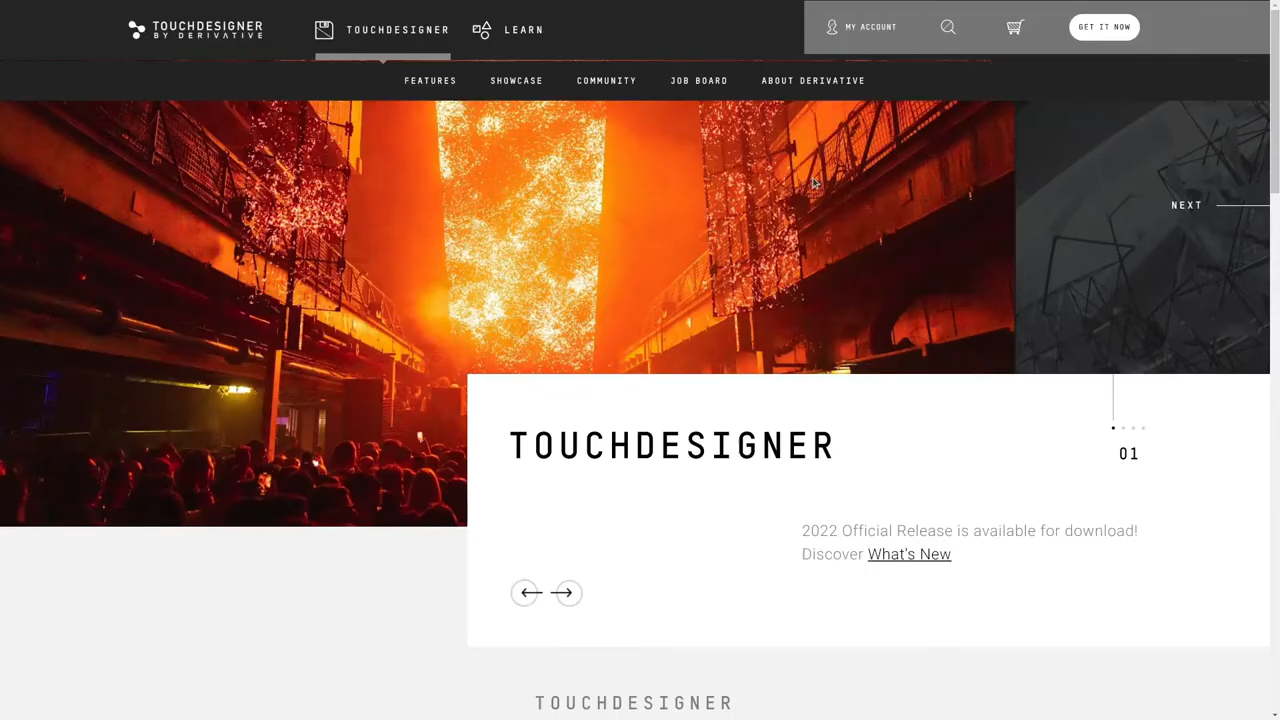 TOUCHDESIGNER
BY DERIVATIVE
TOUCHDESIGNER
LEARN
MY ACCOUNT
GET IT NOW
FEATURES
SHOWCASE
COMMUNITY
JOB BOARD
ABOUT DERIVATIVE
NEXT
TOUCHDESIGNER
01
2022 Official Release is available for download!
Discover What's New
TOUCHDESIGNER